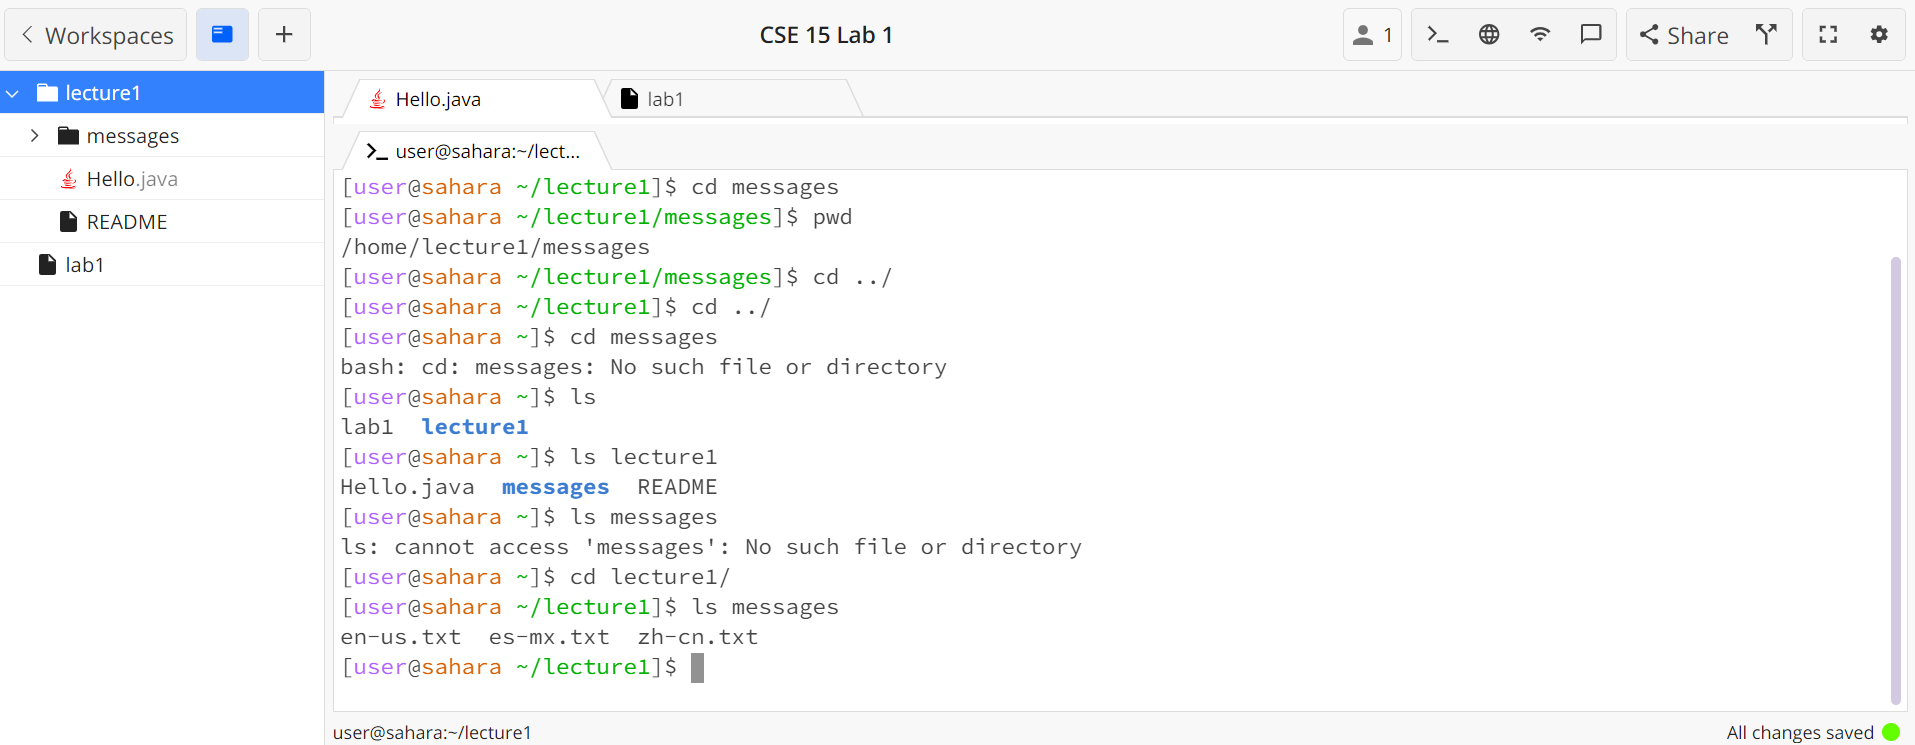 Workspaces
CSE 15 Lab 1
1
Share
lecture1
messages
Hello.java
README
lab1
Hello.java
lab1
user@sahara:~/lect...
[user@sahara ~/lecture1]$ cd messages
[user@sahara ~/lecture1/messages]$ pwd
/home/lecture1/messages
[user@sahara ~/lecture1/messages]$ cd ../
[user@sahara ~/lecture1]$ cd ../
[user@sahara ~]$ cd messages
bash: cd: messages: No such file or directory
[user@sahara ~]$ ls
lab1  lecture1
[user@sahara ~]$ ls lecture1
Hello.java  messages  README
[user@sahara ~]$ ls messages
ls: cannot access 'messages': No such file or directory
[user@sahara ~]$ cd lecture1/
[user@sahara ~/lecture1]$ ls messages
en-us.txt  es-mx.txt  zh-cn.txt
[user@sahara ~/lecture1]$
user@sahara:~/lecture1
All changes saved